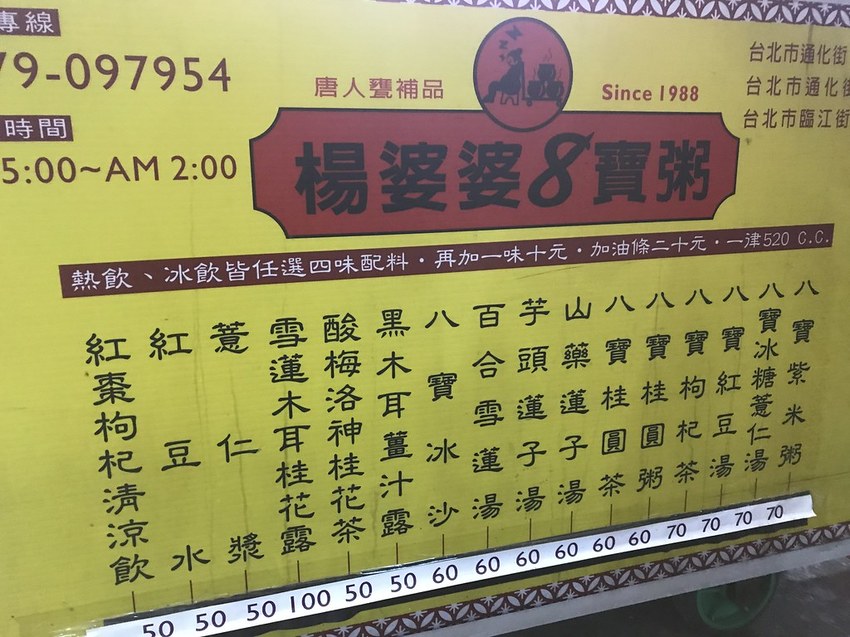 專線
79-097954
時間
5:00~AM 2:00
唐人甕補品
Since 1988
台北市通化街
台北市通化街
台北市臨江街
楊婆婆8寶粥
熱飲、冰飲皆任選四味配料・再加一味十元・加油條二十元・一律520 C.C.
八寶紫米粥
八寶冰糖薏仁湯
八寶紅豆湯
八寶枸杞茶
八寶桂圓粥
八寶桂圓茶
山藥蓮子湯
芋頭蓮子湯
百合雪蓮湯
八寶冰沙
黑木耳薑汁露
酸梅洛神桂花茶
雪蓮木耳桂花露
薏仁漿
紅豆水
紅棗枸杞清涼飲
50 50 50 100 50 50 60 60 60 60 60 60 70 70 70 70